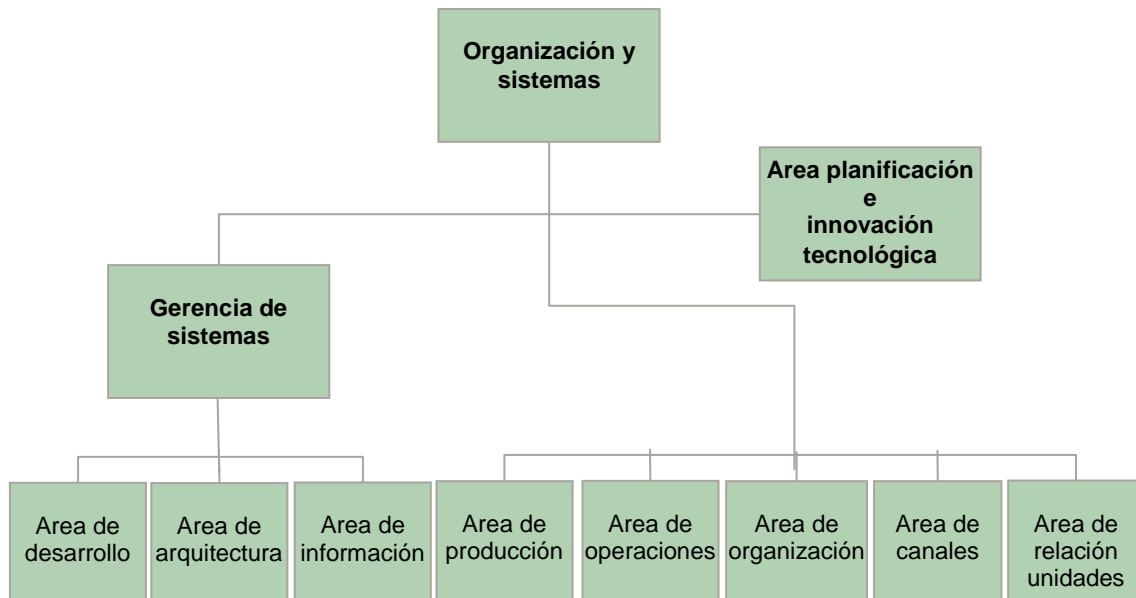 Organización y
sistemas
Area planificación
e
innovación
tecnológica
Gerencia de
sistemas
Area de
desarrollo
Area de
arquitectura
Area de
información
Area de
producción
Area de
operaciones
Area de
organización
Area de
canales
Area de
relación
unidades